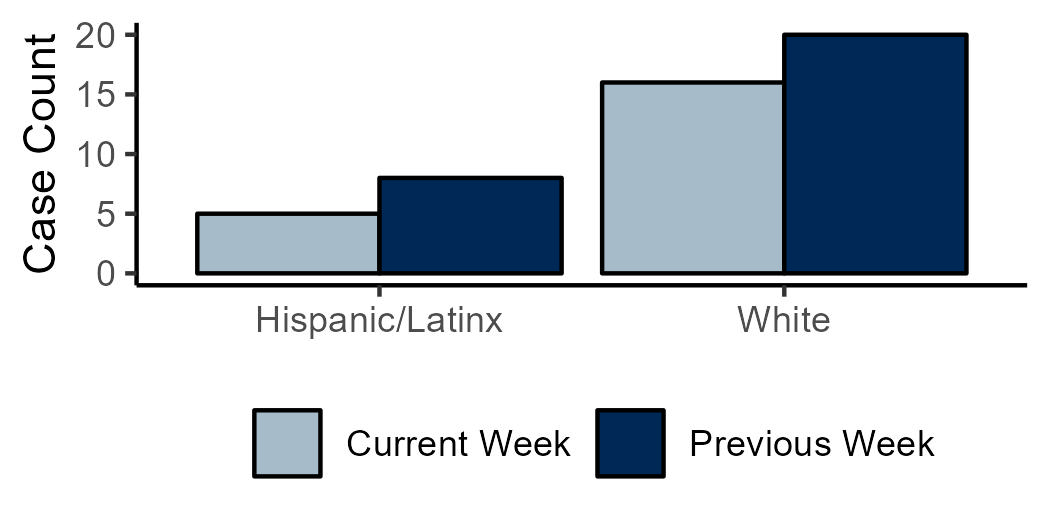 Case Count
20
15
10
5
0
Hispanic/Latinx
White
Current Week
Previous Week